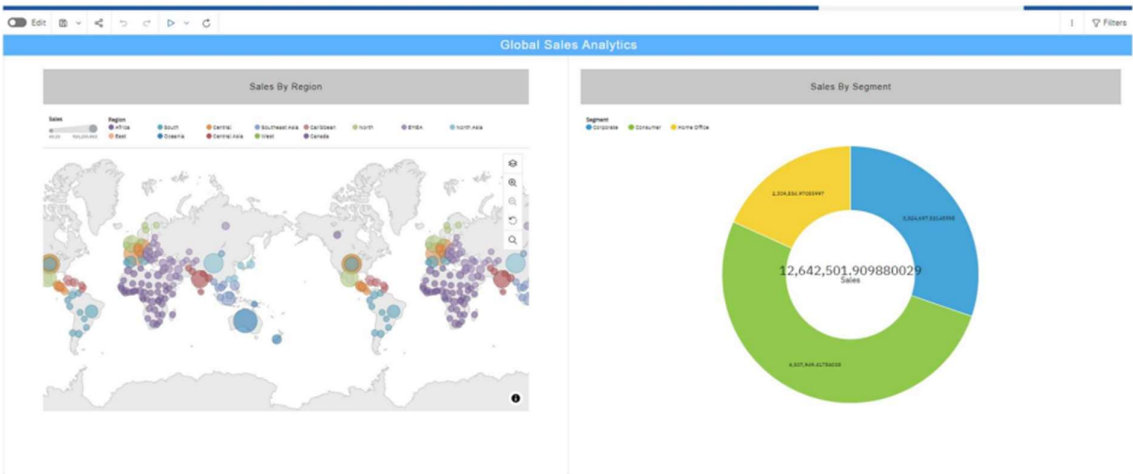 Edit
Filters
Global Sales Analytics
Sales By Region
Sales By Segment
Sales
Region
Africa South Central Southeast Asia Caribbean North EMEA North Asia
East Oceania Central Asia West Canada
Segment
Corporate Consumer Home Office
12,642,501.909880029
Sales